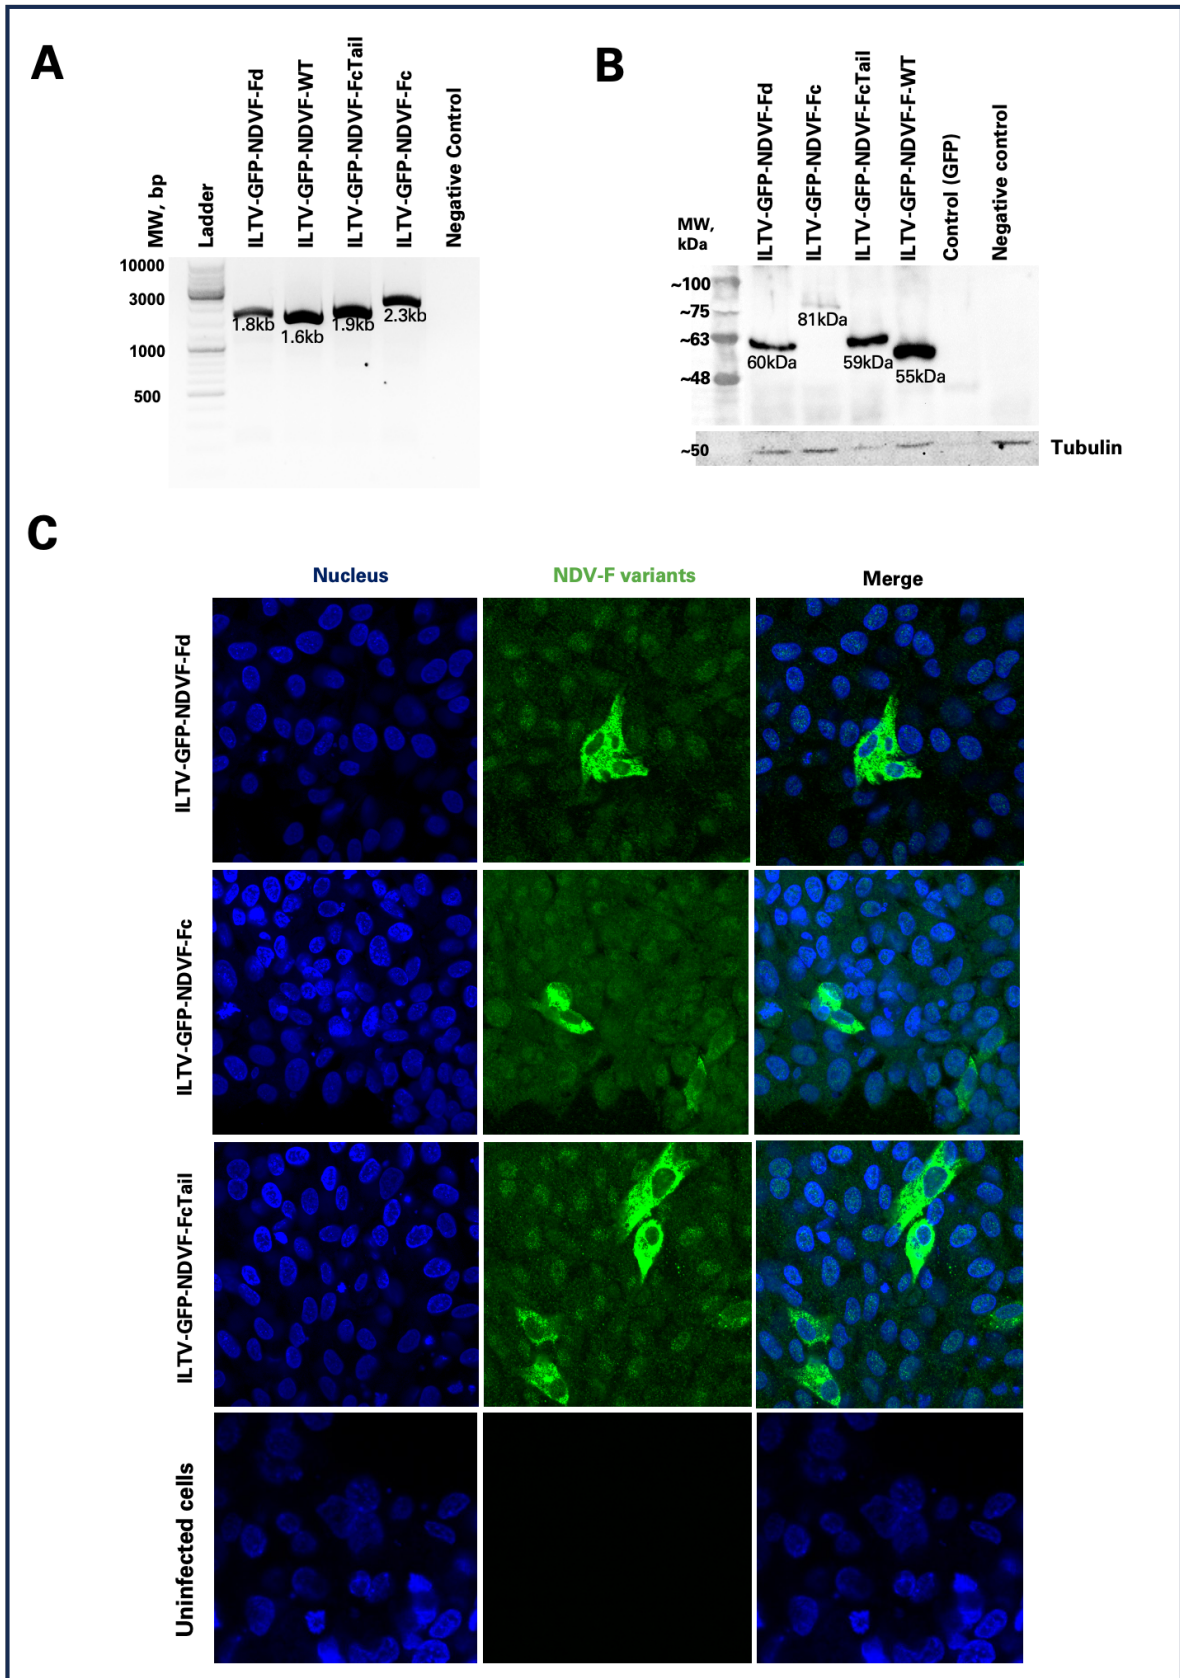 A
MW, bp
Ladder
ILTV-GFP-NDVF-Fd
ILTV-GFP-NDVF-WT
ILTV-GFP-NDVF-FcTail
ILTV-GFP-NDVF-Fc
Negative Control
10000
3000
1000
500
1.8kb
1.6kb
1.9kb
2.3kb
B
MW,
kDa
ILTV-GFP-NDVF-Fd
ILTV-GFP-NDVF-Fc
ILTV-GFP-NDVF-FcTail
ILTV-GFP-NDVF-F-WT
Control (GFP)
Negative control
~100
~75
~63
~48
60kDa
81kDa
59kDa
55kDa
~50
Tubulin
C
Nucleus
NDV-F variants
Merge
ILTV-GFP-NDVF-Fd
ILTV-GFP-NDVF-Fc
ILTV-GFP-NDVF-FcTail
Uninfected cells